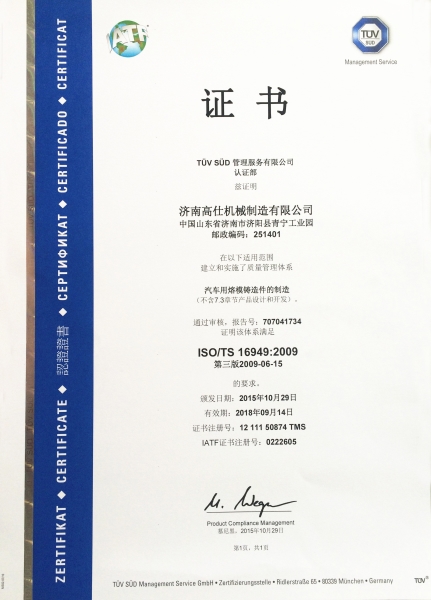 IATF
TÜV
SÜD
Management Service
证书
TÜV SÜD 管理服务有限公司
认证部
兹证明
济南高仕机械制造有限公司
中国山东省济南市济阳县青宁工业园
邮政编码：251401
在以下适用范围
建立和实施了质量管理体系
汽车用熔模铸造件的制造
(不含7.3章节产品设计和开发)。
通过审核，报告号：707041734
证明该体系满足
ISO/TS 16949:2009
第三版2009-06-15
的要求。
颁发日期：2015年10月29日
有效期：2018年09月14日
证书注册号：12 111 50874 TMS
IATF证书注册号：0222605
Product Compliance Management
慕尼黑，2015年10月29日
第1页，共1页
TÜV SÜD Management Service GmbH • Zertifizierungsstelle • Ridlerstraße 65 • 80339 München • Germany
TÜV®
ZERTIFIKAT ◆ CERTIFICATE ◆ 認證證書 ◆ СЕРТИФИКАТ ◆ CERTIFICADO ◆ CERTIFICAT